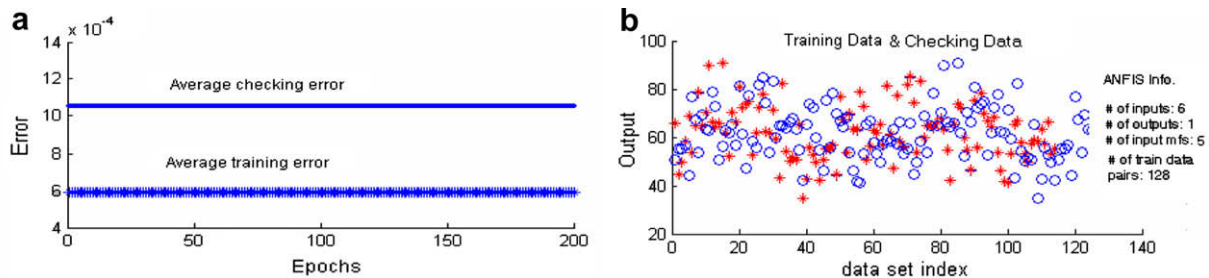 a
× 10⁻⁴
14
12
10
8
6
4
Error
Average checking error
Average training error
0
50
100
150
200
Epochs
b
Training Data & Checking Data
100
80
60
40
20
Output
0
20
40
60
80
100
120
140
data set index
ANFIS Info.
# of inputs: 6
# of outputs: 1
# of input mfs: 5
# of train data
pairs: 128